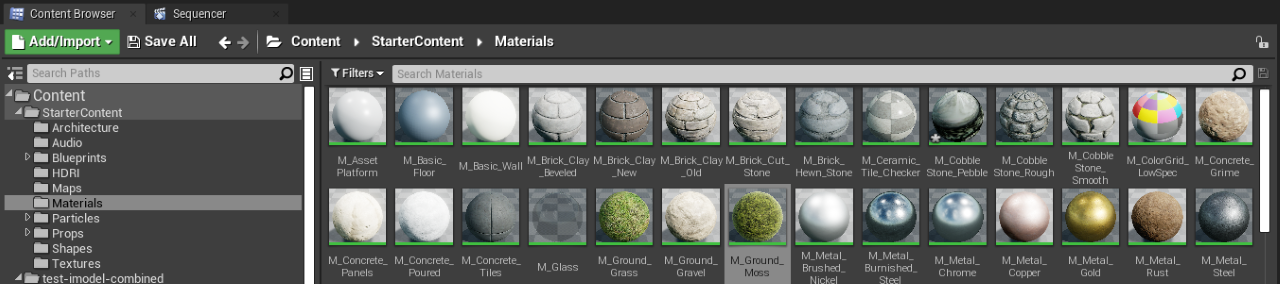 Content Browser Sequencer
Add/Import Save All Content StarterContent Materials
Search Paths
Filters Search Materials
Content
StarterContent
Architecture
Audio
Blueprints
HDRI
Maps
Materials
Particles
Props
Shapes
Textures
test-imodel-combined
M_Asset
Platform
M_Basic_
Floor
M_Basic_Wall
M_Brick_Clay
_Beveled
M_Brick_Clay
_New
M_Brick_Clay
_Old
M_Brick_Cut_
Stone
M_Brick_
Hewn_Stone
M_Ceramic_
Tile_Checker
M_Cobble
Stone_Pebble
M_Cobble
Stone_Rough
M_Cobble
Stone_
Smooth
M_ColorGrid_
LowSpec
M_Concrete_
Grime
M_Concrete_
Panels
M_Concrete_
Poured
M_Concrete_
Tiles
M_Glass
M_Ground_
Grass
M_Ground_
Gravel
M_Ground_
Moss
M_Metal_
Brushed_
Nickel
M_Metal_
Burnished_
Steel
M_Metal_
Chrome
M_Metal_
Copper
M_Metal_
Gold
M_Metal_
Rust
M_Metal_
Steel